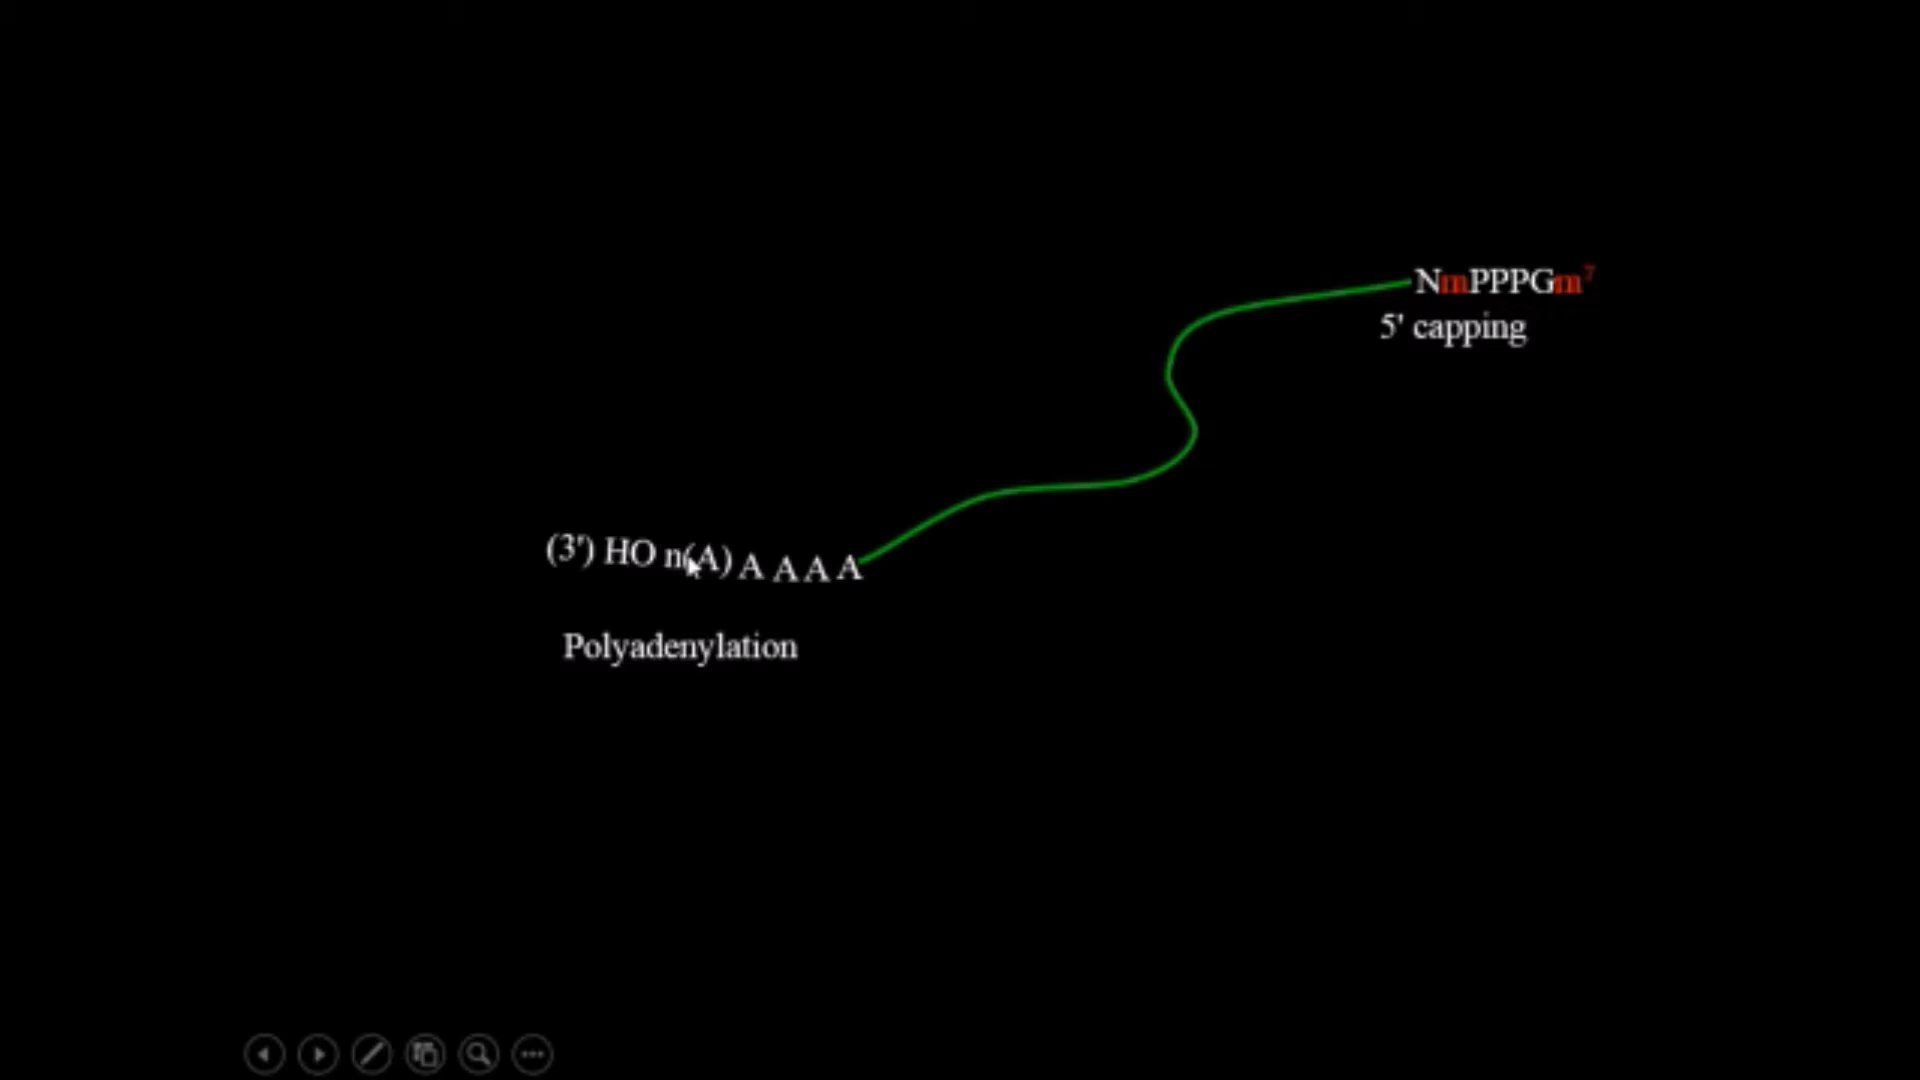 NmPPPGm⁷
5' capping
(3') HO n(A) A A A A
Polyadenylation